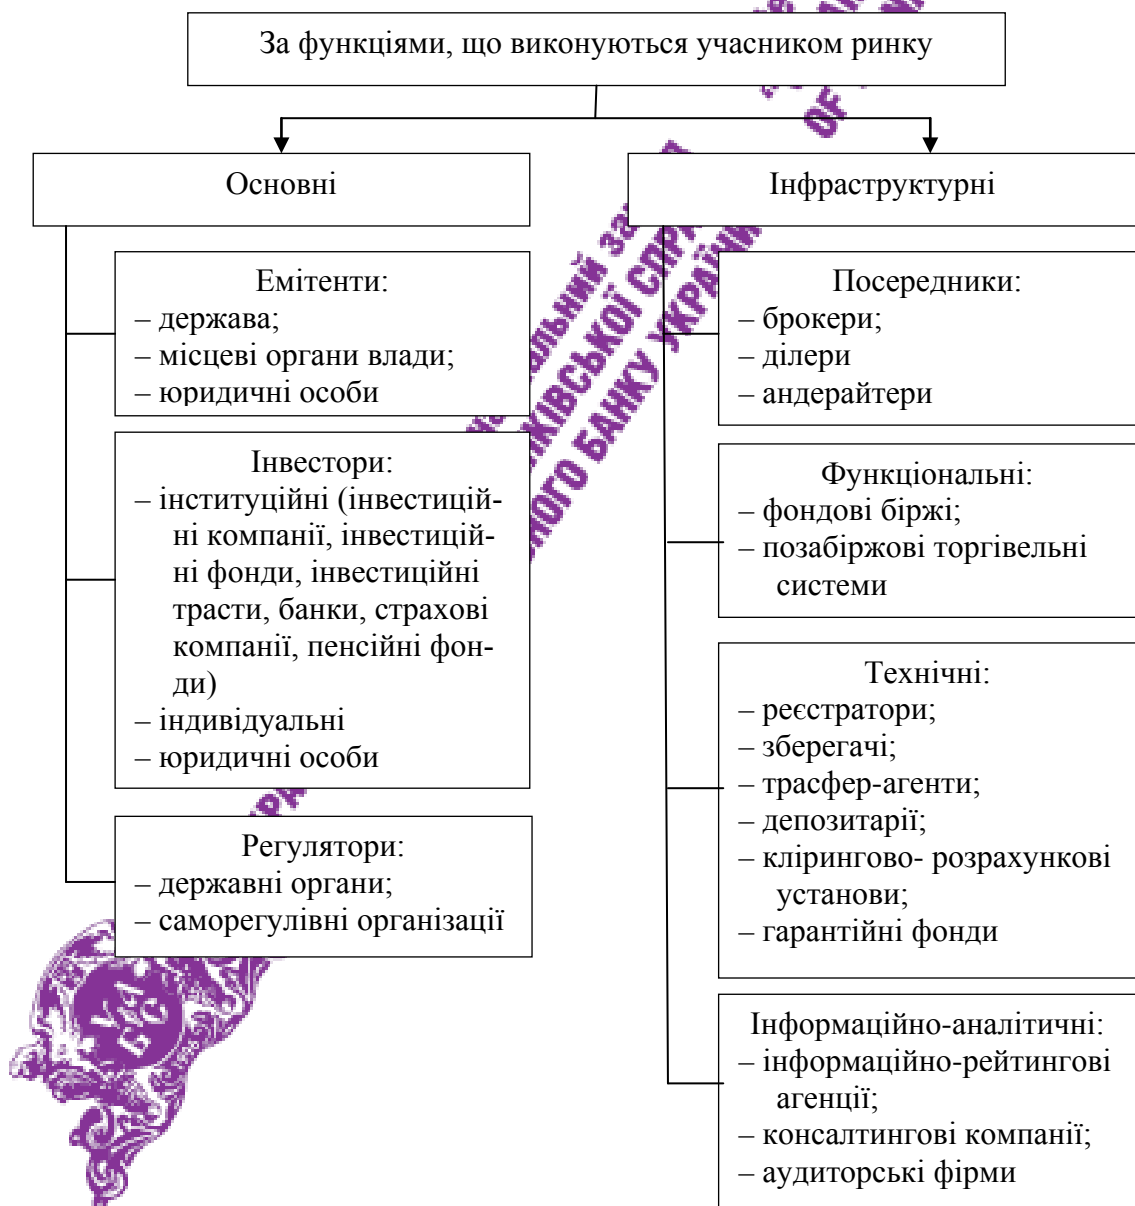 За функціями, що виконуються учасником ринку
Основні
Емітенти:
– держава;
– місцеві органи влади;
– юридичні особи
Інвестори:
– інституційні (інвестицій-
ні компанії, інвестицій-
ні фонди, інвестиційні
трасти, банки, страхові
компанії, пенсійні фон-
ди)
– індивідуальні
– юридичні особи
Регулятори:
– державні органи;
– саморегулівні організації
Інфраструктурні
Посередники:
– брокери;
– ділери
– андерайтери
Функціональні:
– фондові біржі;
– позабіржові торгівельні
системи
Технічні:
– реєстратори;
– зберегачі;
– трасфер-агенти;
– депозитарії;
– клірингово- розрахункові
установи;
– гарантійні фонди
Інформаційно-аналітичні:
– інформаційно-рейтингові
агенції;
– консалтингові компанії;
– аудиторські фірми
OF
БАНКУ УКРАЇНИ